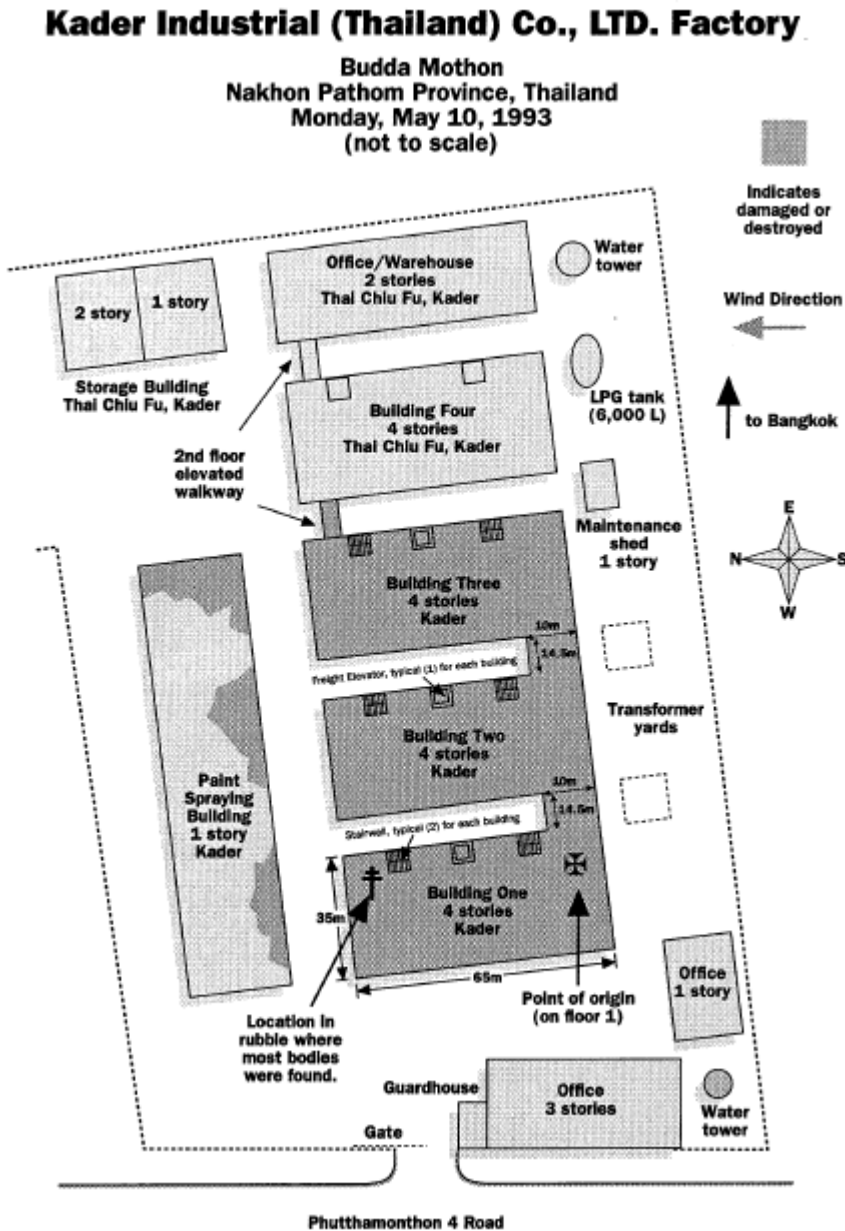 Kader Industrial (Thailand) Co., LTD. Factory
Budda Mothon
Nakhon Pathom Province, Thailand
Monday, May 10, 1993
(not to scale)
Indicates
damaged or
destroyed
Wind Direction
to Bangkok
E
N
S
W
Office/Warehouse
2 stories
Thai Chiu Fu, Kader
Water
tower
2 story
1 story
Storage Building
Thai Chiu Fu, Kader
LPG tank
(6,000 L)
Building Four
4 stories
Thai Chiu Fu, Kader
2nd floor
elevated
walkway
Maintenance
shed
1 story
Building Three
4 stories
Kader
10m
14.5m
Freight Elevator, typical (1) for each building
Transformer
yards
Building Two
4 stories
Kader
10m
14.5m
Paint
Spraying
Building
1 story
Kader
Stairwell, typical (2) for each building
Building One
4 stories
Kader
35m
65m
Point of origin
(on floor 1)
Office
1 story
Location in
rubble where
most bodies
were found.
Guardhouse
Office
3 stories
Water
tower
Gate
Phutthamonthon 4 Road